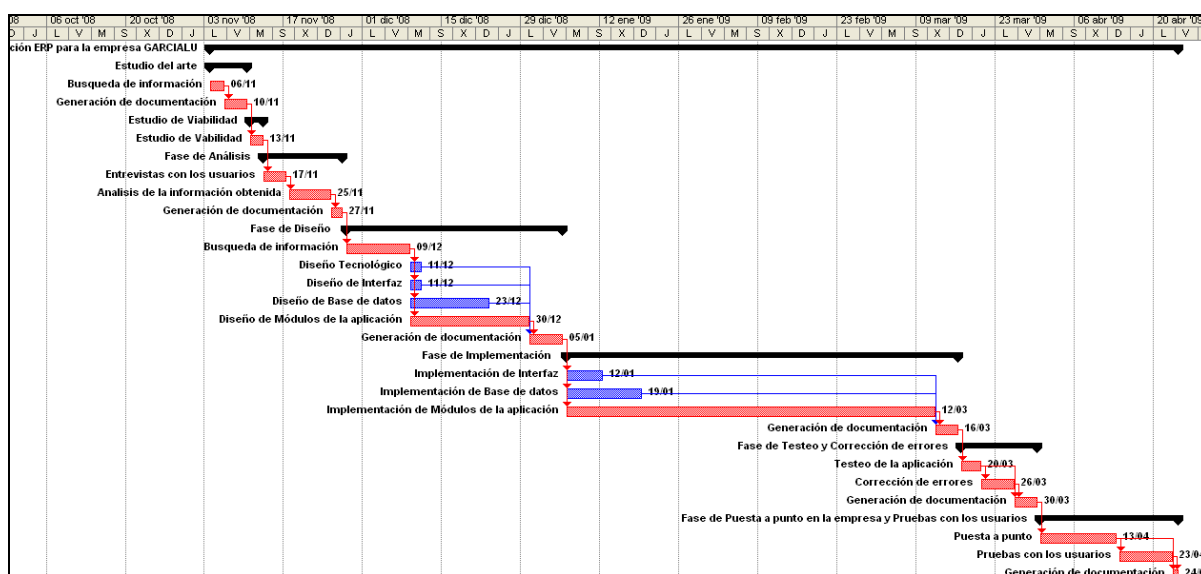 08 06 oct '08 20 oct '08 03 nov '08 17 nov '08 01 dic '08 15 dic '08 29 dic '08 12 ene '09 26 ene '09 09 feb '09 23 feb '09 09 mar '09 23 mar '09 06 abr '09 20 abr '09
D J L V M S X D J L V M S X D J L V M S X D J L V M S X D J L V M S X D J L V M S X D J L V M S X D J L V
ción ERP para la empresa GARCIALU
Estudio del arte
Busqueda de información 06/11
Generación de documentación 10/11
Estudio de Viabilidad
Estudio de Vabilidad 13/11
Fase de Análisis
Entrevistas con los usuarios 17/11
Analisis de la información obtenida 25/11
Generación de documentación 27/11
Fase de Diseño
Busqueda de información 09/12
Diseño Tecnológico 11/12
Diseño de Interfaz 11/12
Diseño de Base de datos 23/12
Diseño de Módulos de la aplicación 30/12
Generación de documentación 05/01
Fase de Implementación
Implementación de Interfaz 12/01
Implementación de Base de datos 19/01
Implementación de Módulos de la aplicación 12/03
Generación de documentación 16/03
Fase de Testeo y Corrección de errores
Testeo de la aplicación 20/03
Corrección de errores 26/03
Generación de documentación 30/03
Fase de Puesta a punto en la empresa y Pruebas con los usuarios
Puesta a punto 13/04
Pruebas con los usuarios 23/04
Generación de documentación 24/